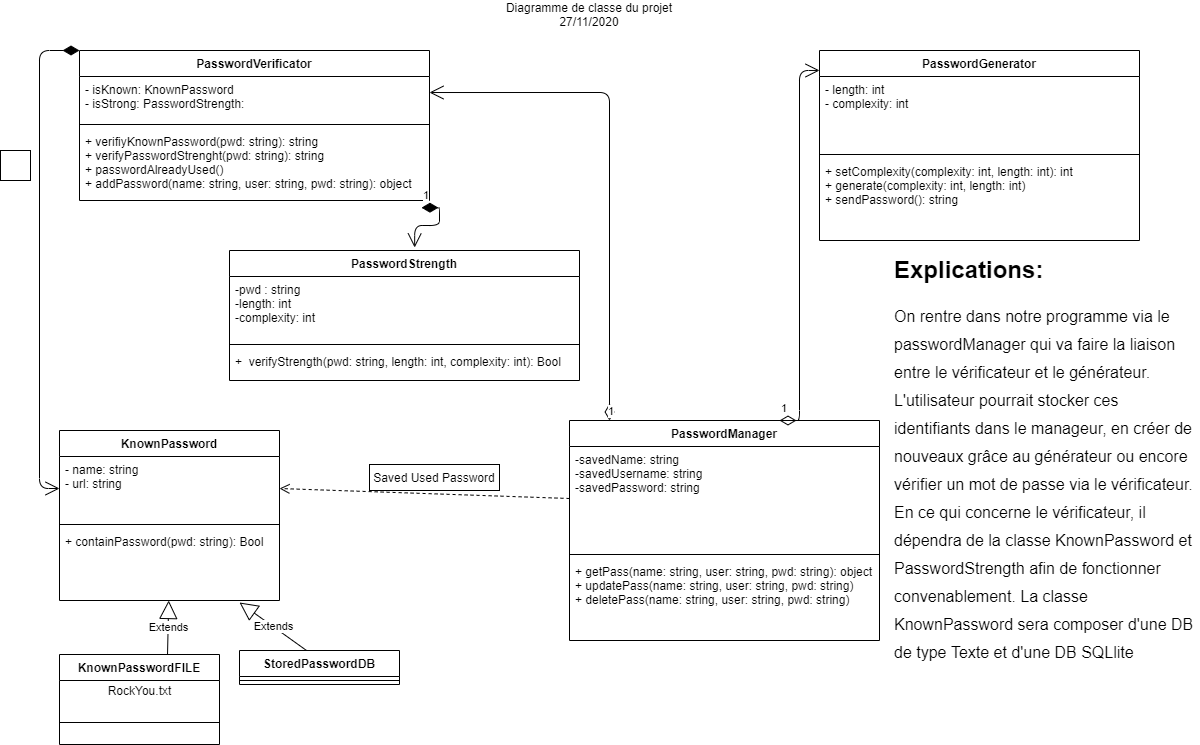 Diagramme de classe du projet
27/11/2020
PasswordVerificator
- isKnown: KnownPassword
- isStrong: PasswordStrength:
+ verifiyKnownPassword(pwd: string): string
+ verifyPasswordStrenght(pwd: string): string
+ passwordAlreadyUsed()
+ addPassword(name: string, user: string, pwd: string): object
1
PasswordGenerator
- length: int
- complexity: int
+ setComplexity(complexity: int, length: int): int
+ generate(complexity: int, length: int)
+ sendPassword(): string
PasswordStrength
-pwd : string
-length: int
-complexity: int
+ verifyStrength(pwd: string, length: int, complexity: int): Bool
Explications:
On rentre dans notre programme via le
passwordManager qui va faire la liaison
entre le vérificateur et le générateur.
L'utilisateur pourrait stocker ces
identifiants dans le manageur, en créer de
nouveaux grâce au générateur ou encore
vérifier un mot de passe via le vérificateur.
En ce qui concerne le vérificateur, il
dépendra de la classe KnownPassword et
PasswordStrength afin de fonctionner
convenablement. La classe
KnownPassword sera composer d'une DB
de type Texte et d'une DB SQLlite
1
1
PasswordManager
-savedName: string
-savedUsername: string
-savedPassword: string
+ getPass(name: string, user: string, pwd: string): object
+ updatePass(name: string, user: string, pwd: string)
+ deletePass(name: string, user: string, pwd: string)
Saved Used Password
KnownPassword
- name: string
- url: string
+ containPassword(pwd: string): Bool
Extends
Extends
KnownPasswordFILE
RockYou.txt
StoredPasswordDB